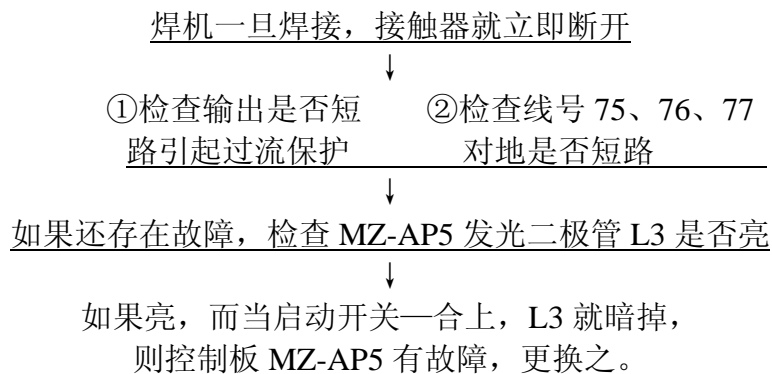 焊机一旦焊接，接触器就立即断开
↓
①检查输出是否短 ②检查线号 75、76、77
路引起过流保护 对地是否短路
↓
如果还存在故障，检查 MZ-AP5 发光二极管 L3 是否亮
↓
如果亮，而当启动开关—合上，L3 就暗掉，
则控制板 MZ-AP5 有故障，更换之。